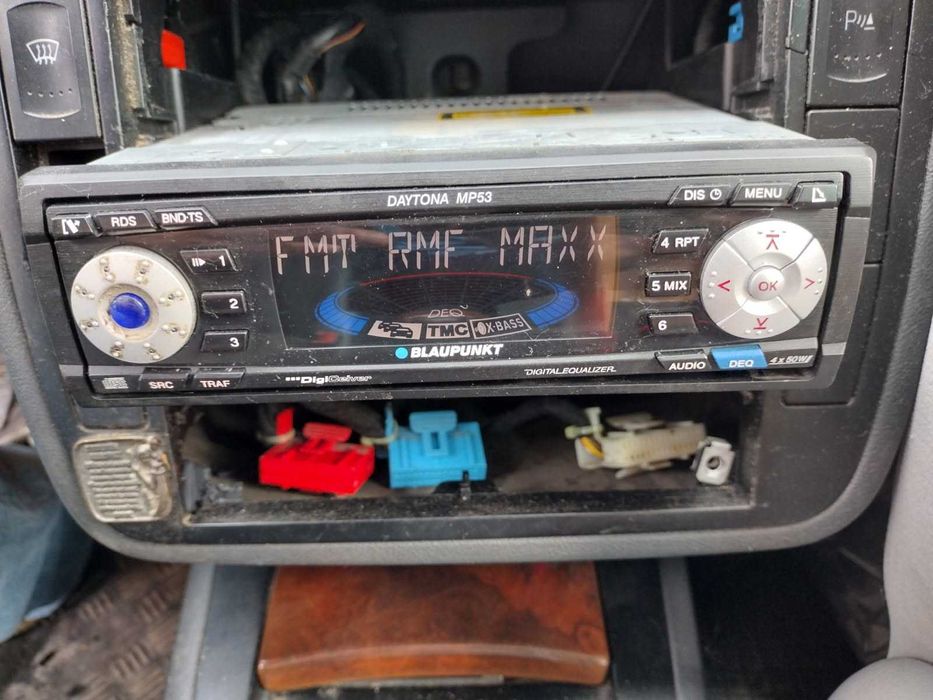 P
DAYTONA MP53
DIS MENU
RDS BND·TS
FMT' RMF MAXX
1
4 RPT
2
5 MIX
OK
3
6
DEQ
TMC X-BASS
BLAUPUNKT
SRC TRAF
DigiCeiver
DIGITAL EQUALIZER
AUDIO DEQ 4 x 50W